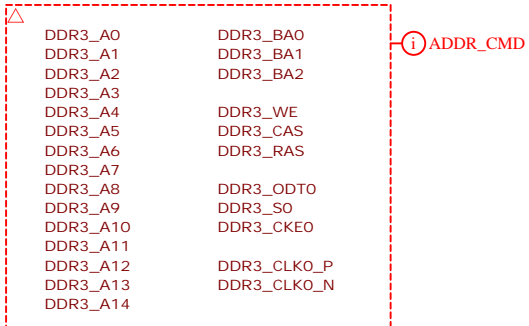 DDR3_A0 DDR3_BA0
DDR3_A1 DDR3_BA1
DDR3_A2 DDR3_BA2
DDR3_A3
DDR3_A4 DDR3_WE
DDR3_A5 DDR3_CAS
DDR3_A6 DDR3_RAS
DDR3_A7
DDR3_A8 DDR3_ODT0
DDR3_A9 DDR3_S0
DDR3_A10 DDR3_CKE0
DDR3_A11
DDR3_A12 DDR3_CLK0_P
DDR3_A13 DDR3_CLK0_N
DDR3_A14
i ADDR_CMD